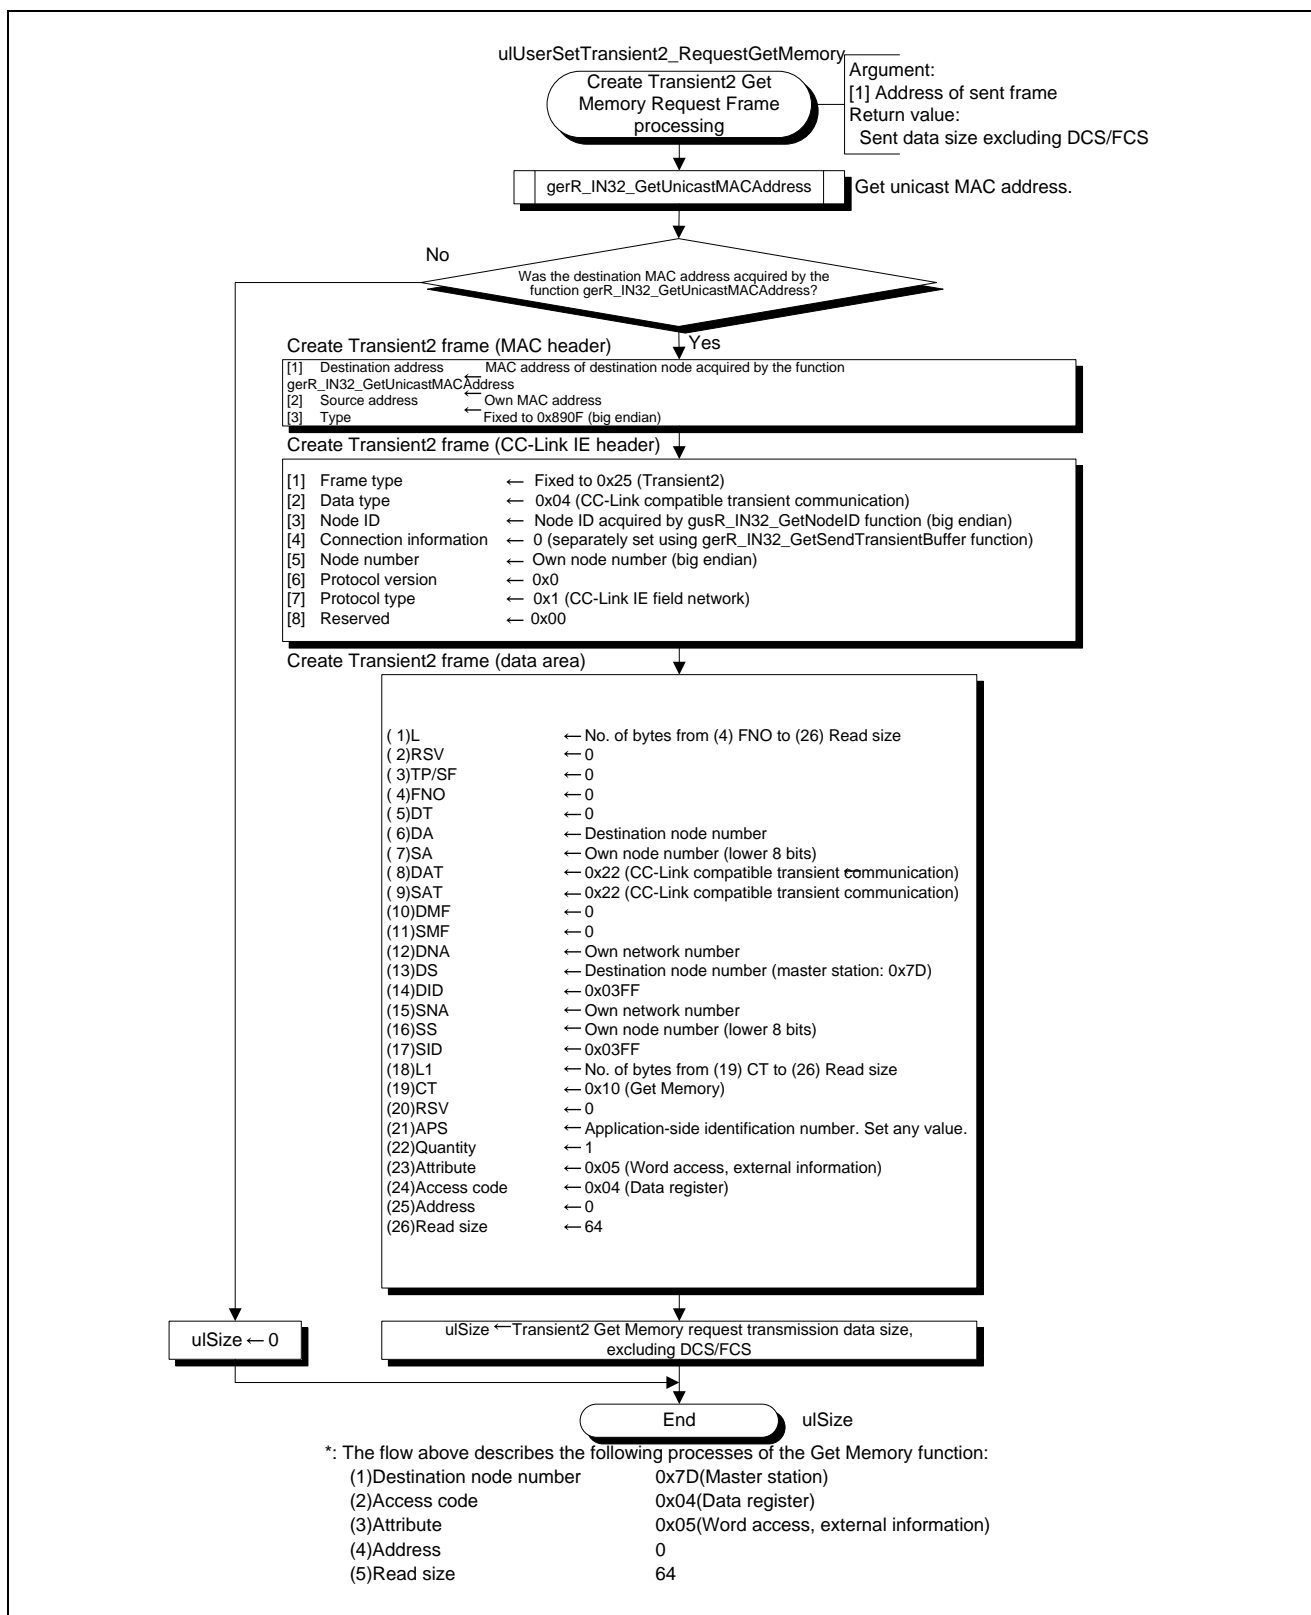 ulUserSetTransient2_RequestGetMemory
Create Transient2 Get
Memory Request Frame
processing
Argument:
[1] Address of sent frame
Return value:
Sent data size excluding DCS/FCS
gerR_IN32_GetUnicastMACAddress
Get unicast MAC address.
No
Was the destination MAC address acquired by the
function gerR_IN32_GetUnicastMACAddress?
Yes
Create Transient2 frame (MAC header)
[1] Destination address ← MAC address of destination node acquired by the function
gerR_IN32_GetUnicastMACAddress
[2] Source address ← Own MAC address
[3] Type ← Fixed to 0x890F (big endian)
Create Transient2 frame (CC-Link IE header)
[1] Frame type ← Fixed to 0x25 (Transient2)
[2] Data type ← 0x04 (CC-Link compatible transient communication)
[3] Node ID ← Node ID acquired by gusR_IN32_GetNodeID function (big endian)
[4] Connection information ← 0 (separately set using gerR_IN32_GetSendTransientBuffer function)
[5] Node number ← Own node number (big endian)
[6] Protocol version ← 0x0
[7] Protocol type ← 0x1 (CC-Link IE field network)
[8] Reserved ← 0x00
Create Transient2 frame (data area)
( 1)L ← No. of bytes from (4) FNO to (26) Read size
( 2)RSV ← 0
( 3)TP/SF ← 0
( 4)FNO ← 0
( 5)DT ← 0
( 6)DA ← Destination node number
( 7)SA ← Own node number (lower 8 bits)
( 8)DAT ← 0x22 (CC-Link compatible transient communication)
( 9)SAT ← 0x22 (CC-Link compatible transient communication)
(10)DMF ← 0
(11)SMF ← 0
(12)DNA ← Own network number
(13)DS ← Destination node number (master station: 0x7D)
(14)DID ← 0x03FF
(15)SNA ← Own network number
(16)SS ← Own node number (lower 8 bits)
(17)SID ← 0x03FF
(18)L1 ← No. of bytes from (19) CT to (26) Read size
(19)CT ← 0x10 (Get Memory)
(20)RSV ← 0
(21)APS ← Application-side identification number. Set any value.
(22)Quantity ← 1
(23)Attribute ← 0x05 (Word access, external information)
(24)Access code ← 0x04 (Data register)
(25)Address ← 0
(26)Read size ← 64
ulSize ← 0
ulSize ← Transient2 Get Memory request transmission data size,
excluding DCS/FCS
End
ulSize
*: The flow above describes the following processes of the Get Memory function:
(1)Destination node number 0x7D(Master station)
(2)Access code 0x04(Data register)
(3)Attribute 0x05(Word access, external information)
(4)Address 0
(5)Read size 64